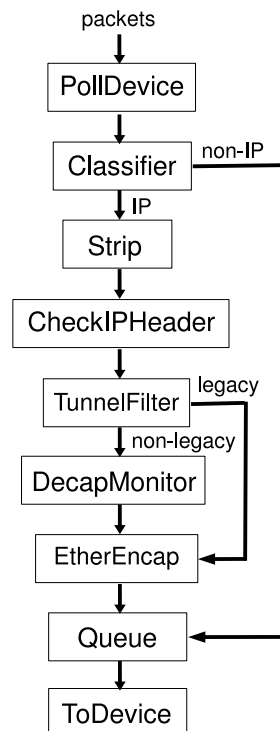 packets
PollDevice
Classifier
non-IP
IP
Strip
CheckIPHeader
legacy
TunnelFilter
non-legacy
DecapMonitor
EtherEncap
Queue
ToDevice